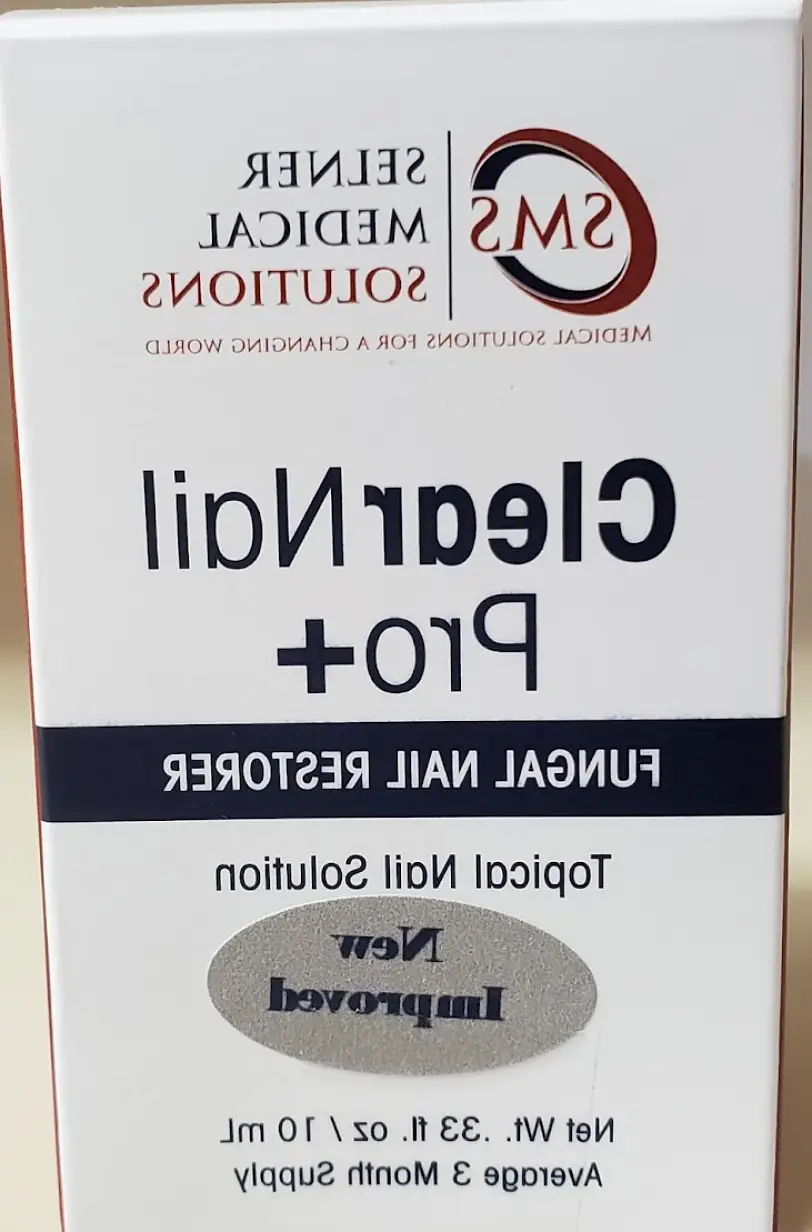 SMS
SELNER
MEDICAL
SOLUTIONS
MEDICAL SOLUTIONS FOR A CHANGING WORLD
ClearNail
Pro+
FUNGAL NAIL RESTORER
Topical Nail Solution
New
Improved
Net Wt. .33 fl. oz / 10 mL
Average 3 Month Supply